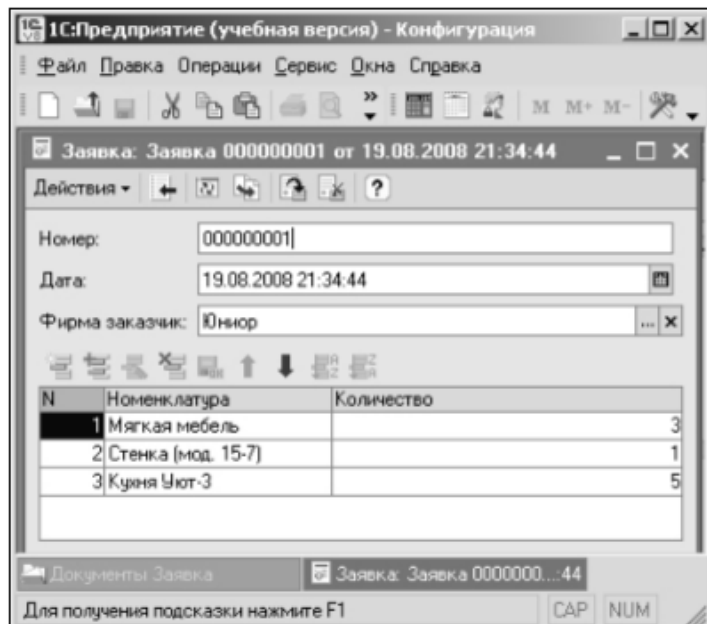 1С:Предприятие (учебная версия) - Конфигурация
Файл Правка Операции Сервис Окна Справка
M M+ M-
Заявка: Заявка 000000001 от 19.08.2008 21:34:44
Действия
Номер: 000000001
Дата: 19.08.2008 21:34:44
Фирма заказчик: Юниор ... ×
N Номенклатура Количество
1 Мягкая мебель 3
2 Стенка (мод. 15-7) 1
3 Кухня Уют-3 5
Документы Заявка Заявка: Заявка 0000000...:44
Для получения подсказки нажмите F1 CAP NUM